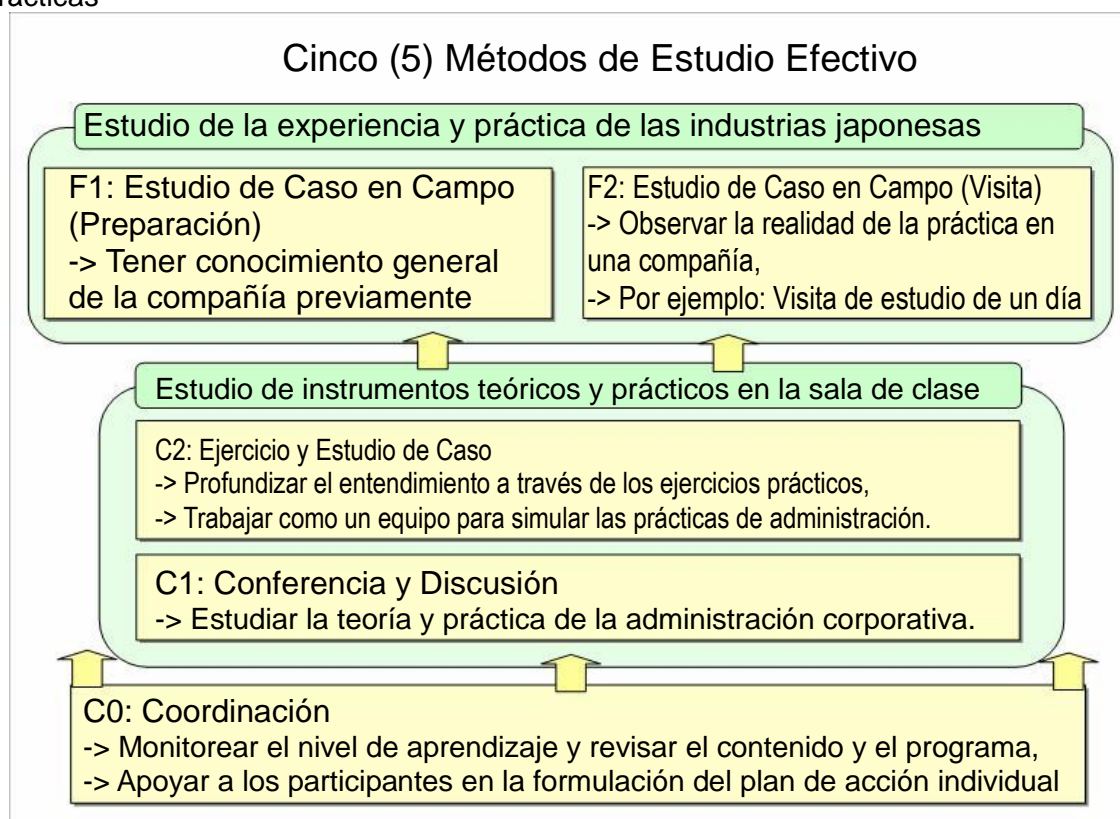 Cinco (5) Métodos de Estudio Efectivo
Estudio de la experiencia y práctica de las industrias japonesas
F1: Estudio de Caso en Campo
(Preparación)
-> Tener conocimiento general
de la compañía previamente
F2: Estudio de Caso en Campo (Visita)
-> Observar la realidad de la práctica en
una compañía,
-> Por ejemplo: Visita de estudio de un día
Estudio de instrumentos teóricos y prácticos en la sala de clase
C2: Ejercicio y Estudio de Caso
-> Profundizar el entendimiento a través de los ejercicios prácticos,
-> Trabajar como un equipo para simular las prácticas de administración.
C1: Conferencia y Discusión
-> Estudiar la teoría y práctica de la administración corporativa.
C0: Coordinación
-> Monitorear el nivel de aprendizaje y revisar el contenido y el programa,
-> Apoyar a los participantes en la formulación del plan de acción individual